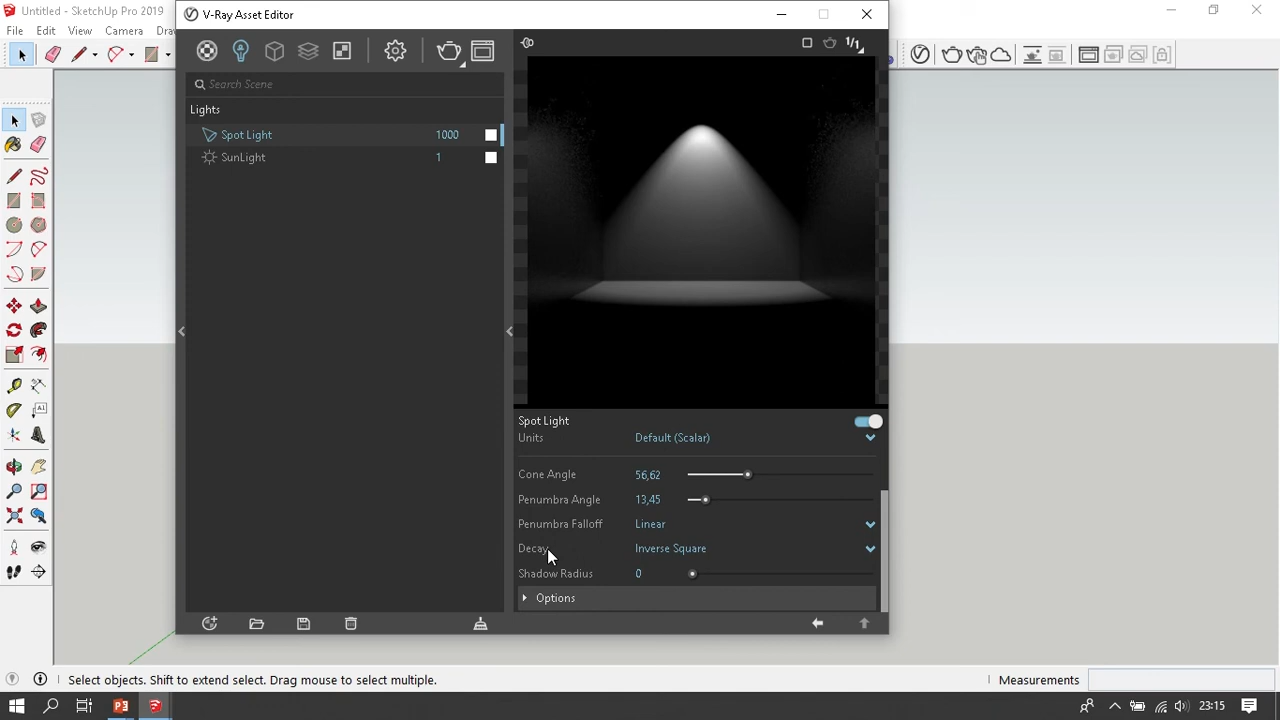 Untitled - SketchUp Pro 2019
V-Ray Asset Editor
File
Edit
View
Camera
1/1
Search Scene
Lights
Spot Light 1000
SunLight 1
Spot Light
Units Default (Scalar)
Cone Angle 56,62
Penumbra Angle 13,45
Penumbra Falloff Linear
Decay Inverse Square
Shadow Radius 0
Options
Select objects. Shift to extend select. Drag mouse to select multiple.
Measurements
23:15